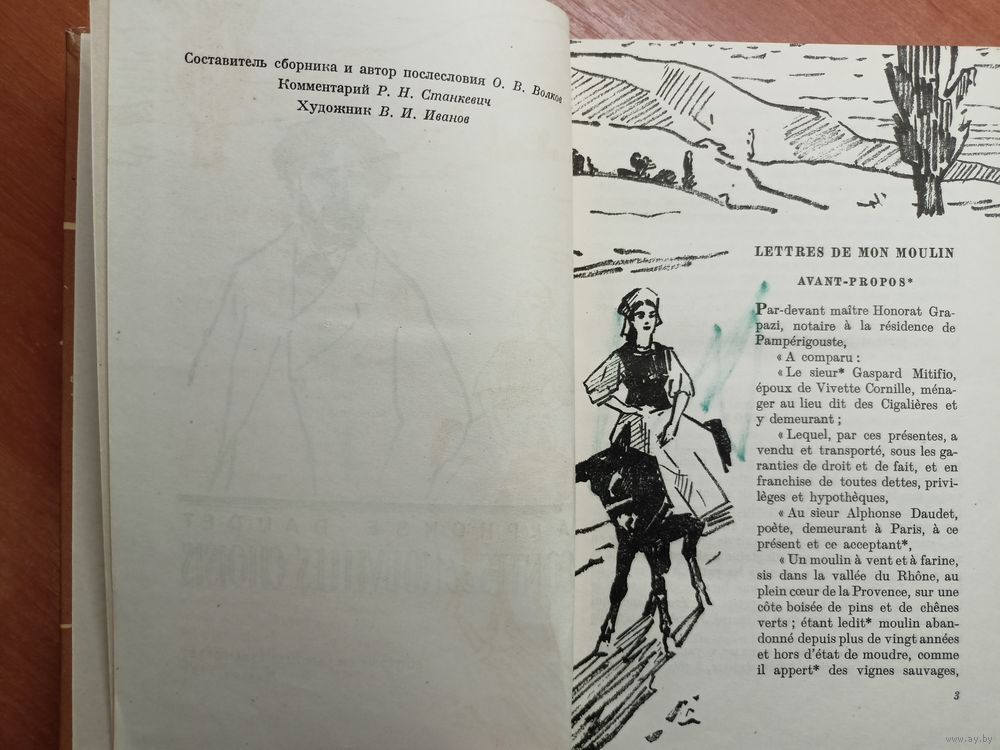 Составитель сборника и автор послесловия О. В. Волков
Комментарий Р. Н. Станкевич
Художник В. И. Иванов
LETTRES DE MON MOULIN
AVANT-PROPOS*
Par-devant maître Honorat Gra-
pazi, notaire à la résidence de
Pampérigouste,
« A comparu :
« Le sieur* Gaspard Mitifio,
époux de Vivette Cornille, ména-
ger au lieu dit des Cigalières et
y demeurant ;
« Lequel, par ces présentes, a
vendu et transporté, sous les ga-
ranties de droit et de fait, et en
franchise de toutes dettes, privi-
lèges et hypothèques,
« Au sieur Alphonse Daudet,
poète, demeurant à Paris, à ce
présent et ce acceptant*,
« Un moulin à vent et à farine,
sis dans la vallée du Rhône, au
plein cœur de la Provence, sur une
côte boisée de pins et de chênes
verts ; étant ledit* moulin aban-
donné depuis plus de vingt années
et hors d'état de moudre, comme
il appert* des vignes sauvages,
3
www.ay.by